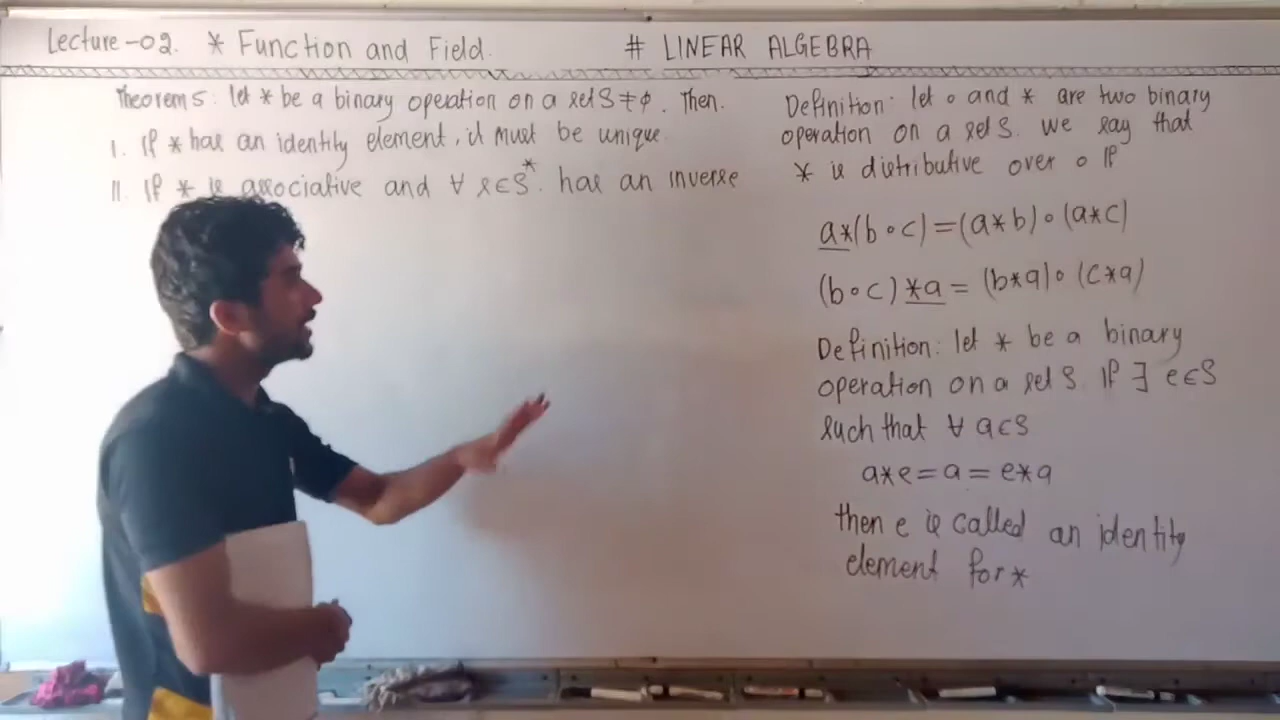 Lecture-02. * Function and Field. # LINEAR ALGEBRA
Theorem 5: let * be a binary operation on a set S ≠ ϕ. Then.
I. If * has an identity element, it must be unique.
II. If * is associative and ∀ x∈S*. has an inverse
Definition: let ∘ and * are two binary
operation on a set S. we say that
* is distributive over ∘ If
a*(b∘c)=(a*b)∘(a*c)
(b∘c)*a = (b*a)∘(c*a)
Definition: let * be a binary
operation on a set S. If ∃ e∈S
such that ∀ a∈S
a*e=a=e*a
then e is called an identity
element for *